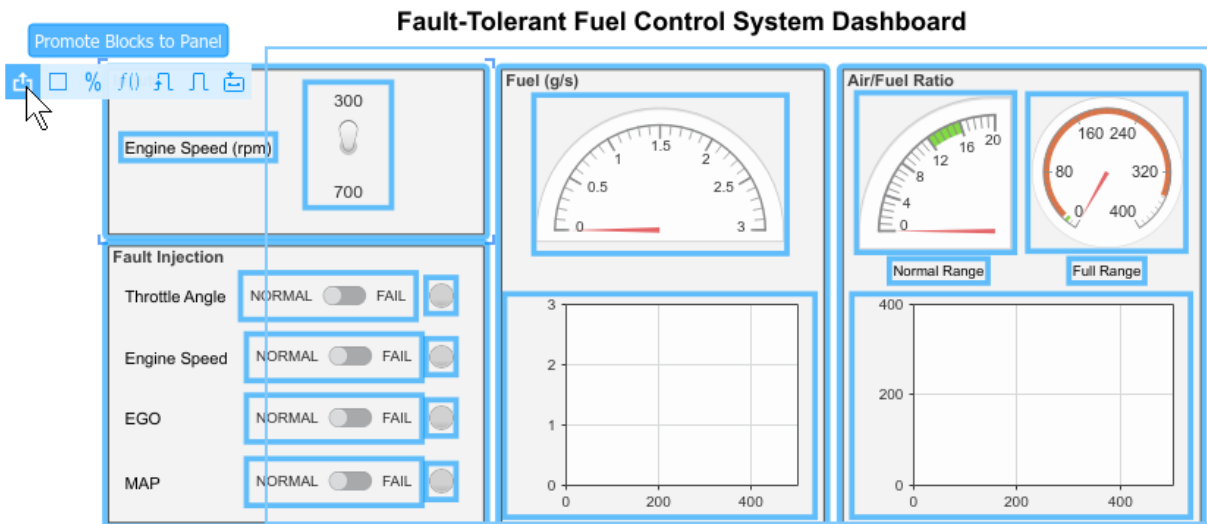 Fault-Tolerant Fuel Control System Dashboard
Promote Blocks to Panel
% f()
300
Engine Speed (rpm)
700
Fault Injection
Throttle Angle NORMAL FAIL
Engine Speed NORMAL FAIL
EGO NORMAL FAIL
MAP NORMAL FAIL
Fuel (g/s)
0 0.5 1 1.5 2 2.5 3
3
2
1
0
0 200 400
Air/Fuel Ratio
0 4 8 12 16 20
0 80 160 240 320 400
Normal Range Full Range
400
200
0
0 200 400